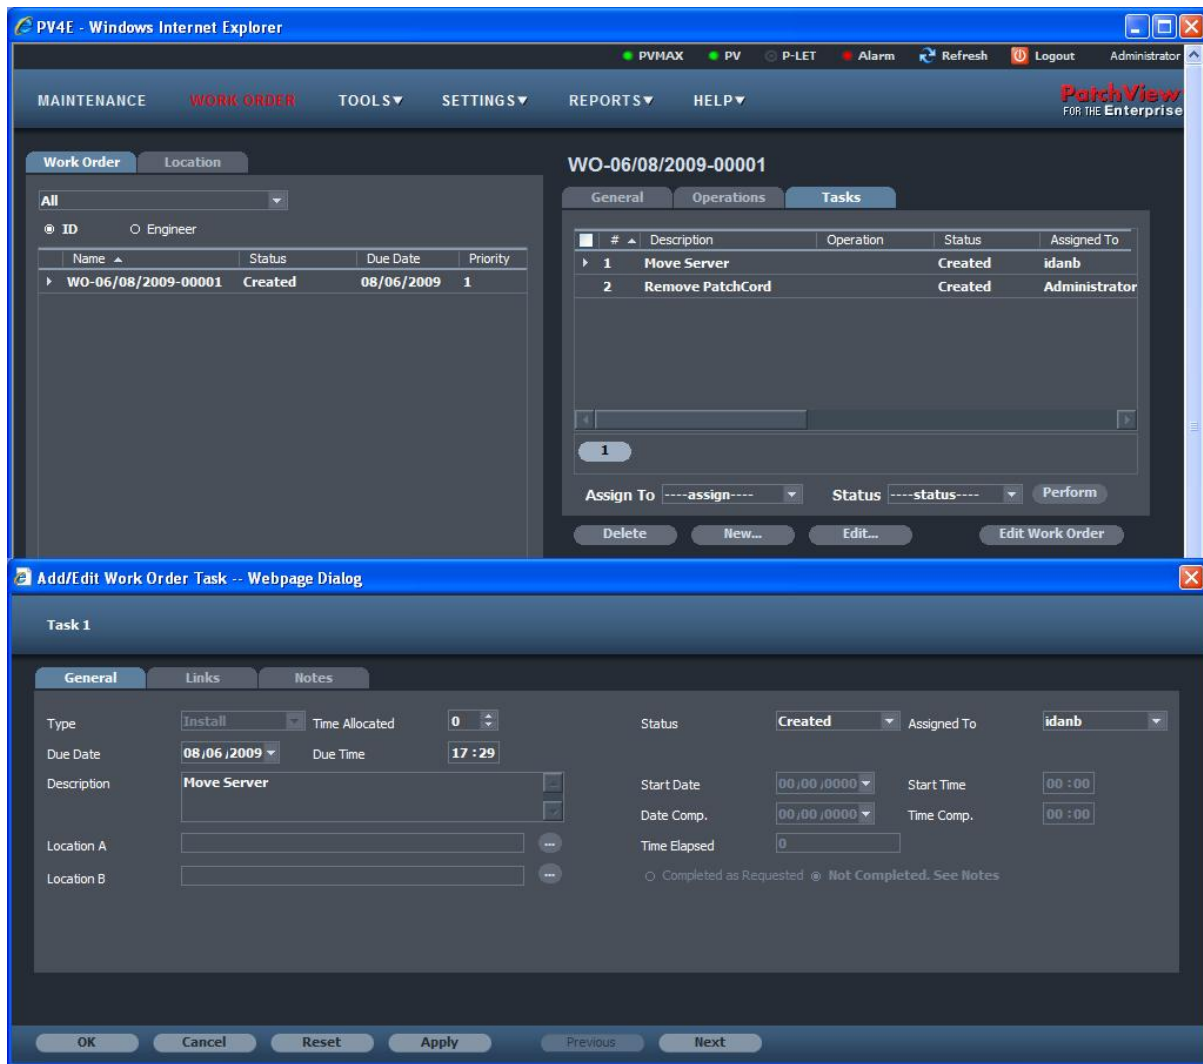 PV4E - Windows Internet Explorer
PVMAX PV P-LET Alarm Refresh Logout Administrator
MAINTENANCE WORK ORDER TOOLS▼ SETTINGS▼ REPORTS▼ HELP▼
PatchView
FOR THE Enterprise
Work Order Location
All
ID Engineer
Name Status Due Date Priority
WO-06/08/2009-00001 Created 08/06/2009 1
WO-06/08/2009-00001
General Operations Tasks
# Description Operation Status Assigned To
1 Move Server Created idanb
2 Remove PatchCord Created Administrator
1
Assign To ----assign---- Status ----status---- Perform
Delete New... Edit... Edit Work Order
Add/Edit Work Order Task -- Webpage Dialog
Task 1
General Links Notes
Type Install Time Allocated 0 Status Created Assigned To idanb
Due Date 08/06/2009 Due Time 17:29
Description Move Server Start Date 00/00/0000 Start Time 00:00
Date Comp. 00/00/0000 Time Comp. 00:00
Location A ... Time Elapsed 0
Location B ... Completed as Requested Not Completed. See Notes
OK Cancel Reset Apply Previous Next